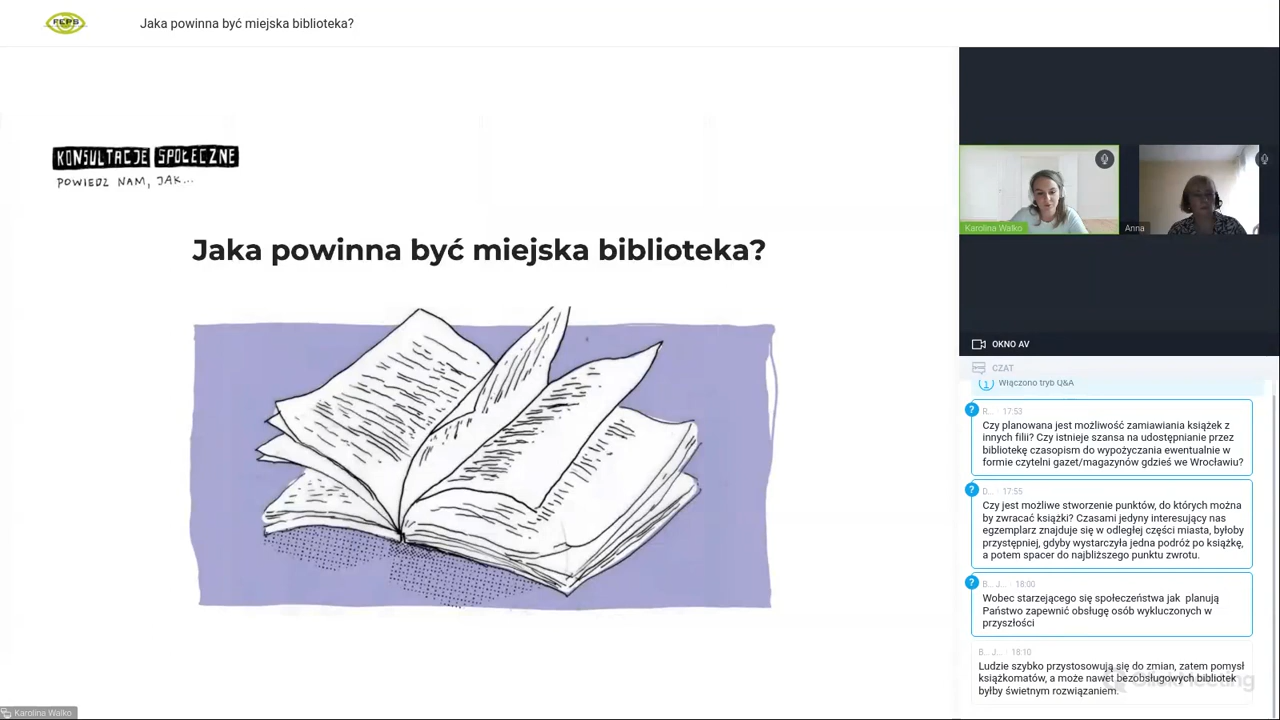 FEPS
Jaka powinna być miejska biblioteka?
KONSULTACJE SPOŁECZNE
POWIEDZ NAM, JAK...
Jaka powinna być miejska biblioteka?
Karolina Walko
Karolina Walko
Anna
OKNO AV
CZAT
Włączono tryb Q&A
R... · 17:53
Czy planowana jest możliwość zamiawiania książek z
innych filii? Czy istnieje szansa na udostępnianie przez
bibliotekę czasopism do wypożyczania ewentualnie w
formie czytelni gazet/magazynów gdzieś we Wrocławiu?
D... · 17:55
Czy jest możliwe stworzenie punktów, do których można
by zwracać książki? Czasami jedyny interesujący nas
egzemplarz znajduje się w odległej części miasta, byłoby
przystępniej, gdyby wystarczyła jedna podróż po książkę,
a potem spacer do najbliższego punktu zwrotu.
B... J... · 18:00
Wobec starzejącego się społeczeństwa jak planują
Państwo zapewnić obsługę osób wykluczonych w
przyszłości
B... J... · 18:10
Ludzie szybko przystosowują się do zmian, zatem pomysł
książkomatów, a może nawet bezobsługowych bibliotek
byłby świetnym rozwiązaniem.